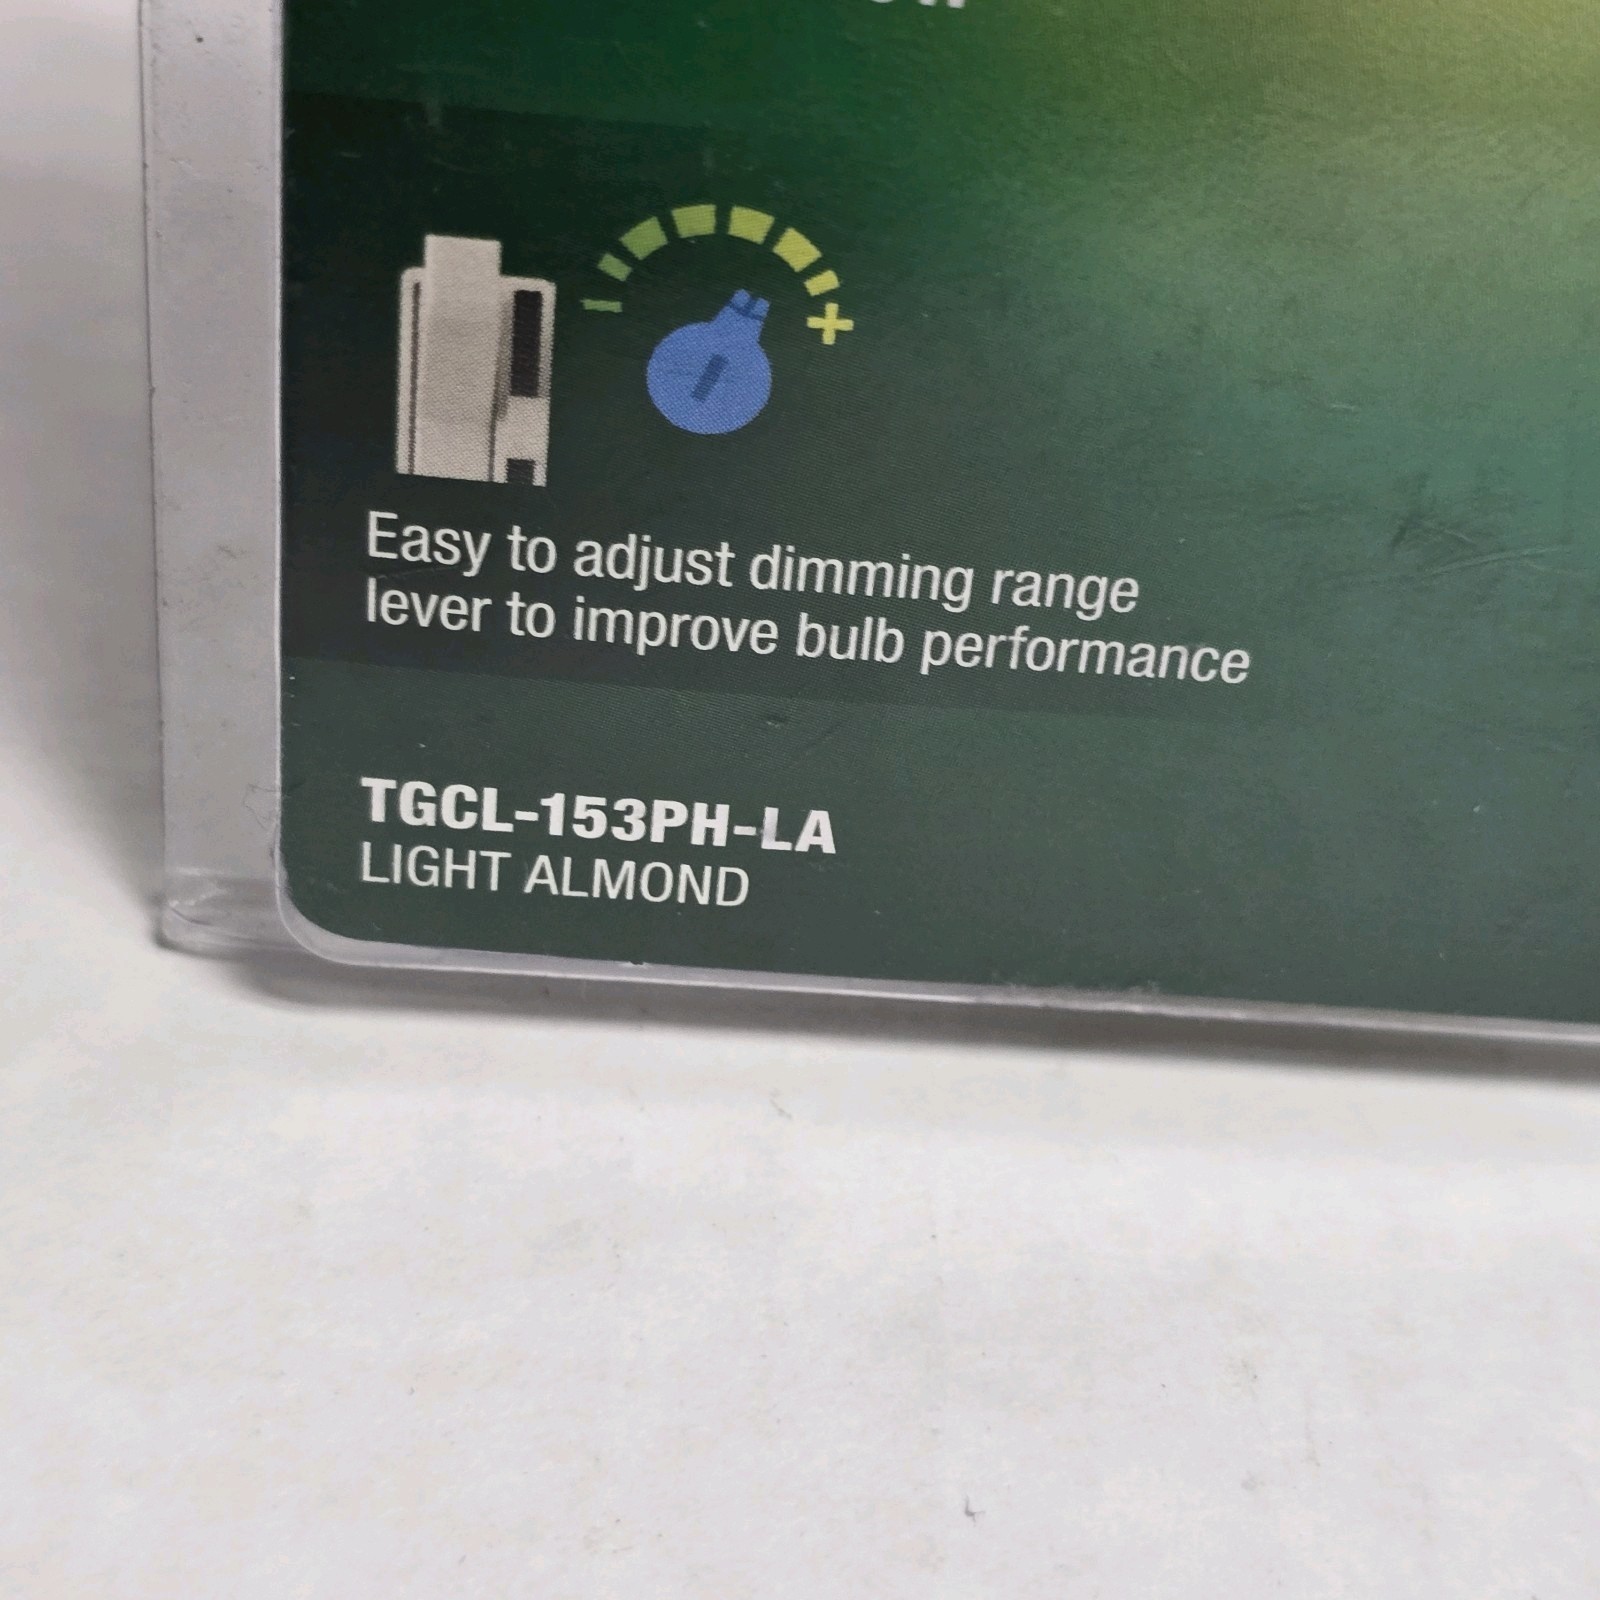 Easy to adjust dimming range
lever to improve bulb performance
TGCL-153PH-LA
LIGHT ALMOND